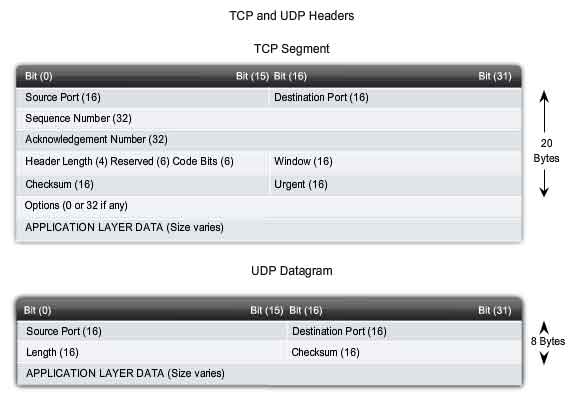 TCP and UDP Headers
TCP Segment
Bit (0) Bit (15) Bit (16) Bit (31)
Source Port (16) Destination Port (16)
Sequence Number (32)
Acknowledgement Number (32)
Header Length (4) Reserved (6) Code Bits (6) Window (16)
Checksum (16) Urgent (16)
Options (0 or 32 if any)
APPLICATION LAYER DATA (Size varies)
20
Bytes
UDP Datagram
Bit (0) Bit (15) Bit (16) Bit (31)
Source Port (16) Destination Port (16)
Length (16) Checksum (16)
APPLICATION LAYER DATA (Size varies)
8 Bytes